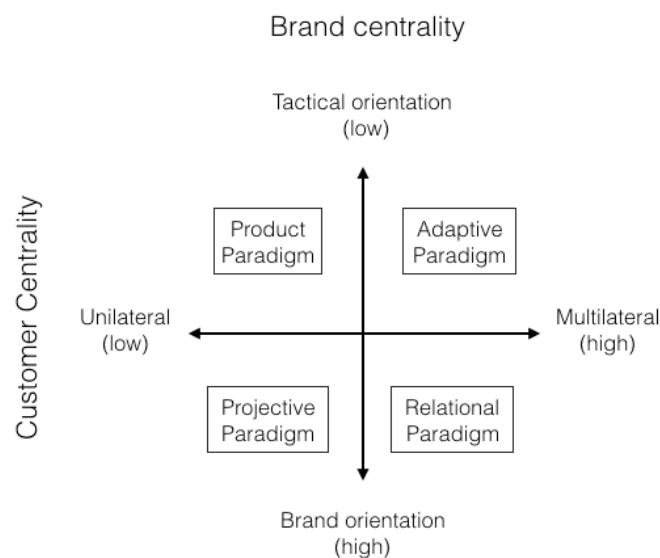 Brand centrality
Tactical orientation
(low)
Customer Centrality
Product
Paradigm
Adaptive
Paradigm
Unilateral
(low)
Multilateral
(high)
Projective
Paradigm
Relational
Paradigm
Brand orientation
(high)